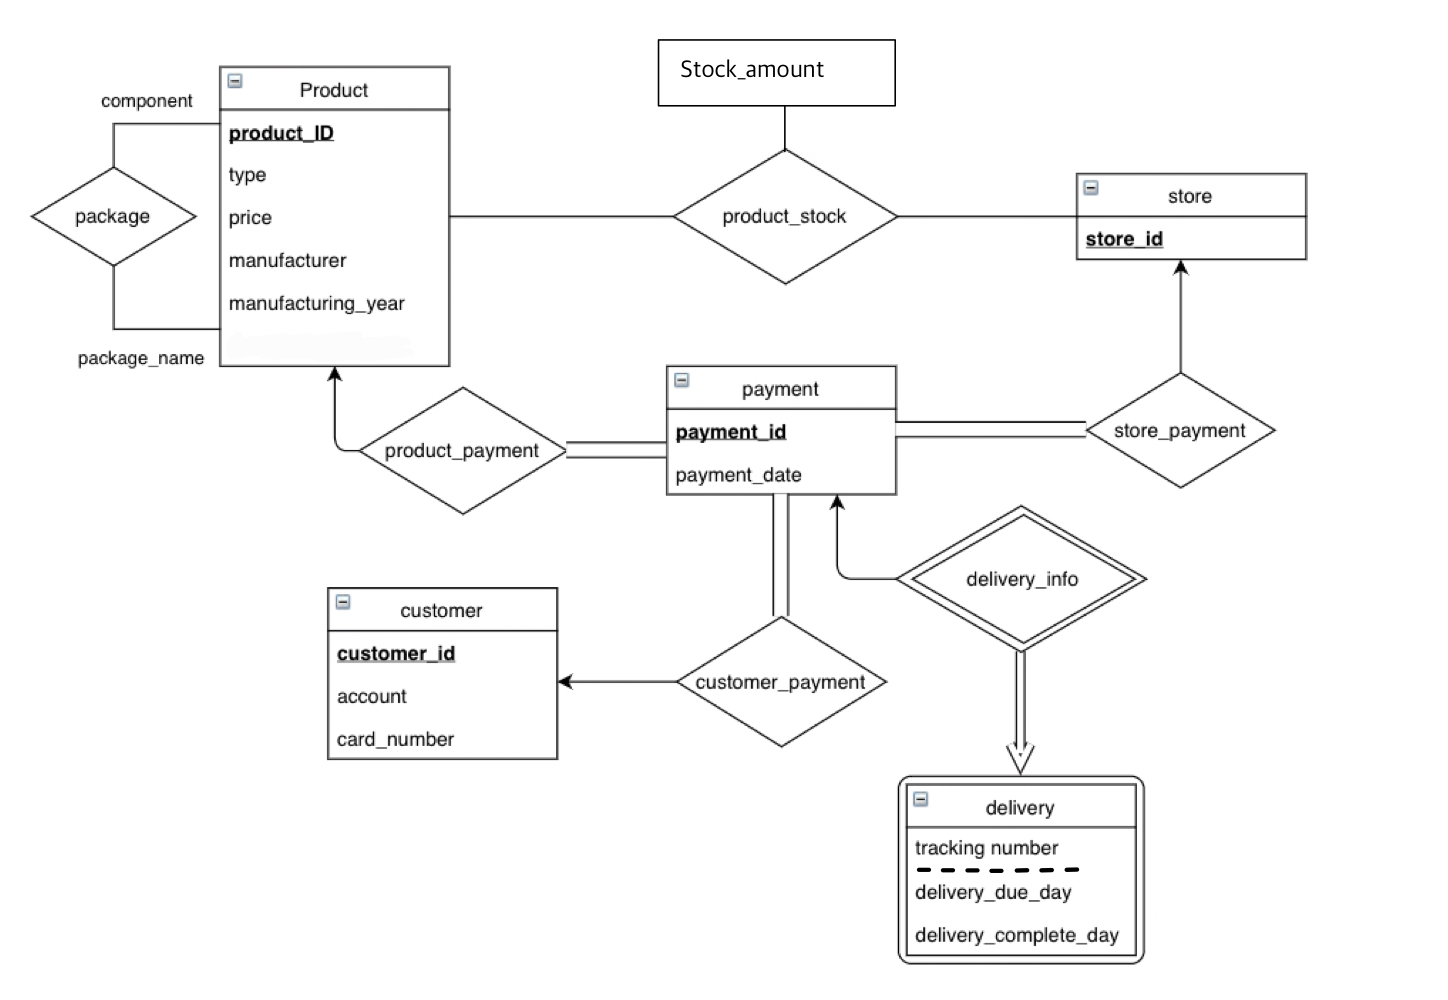 Stock_amount
component
Product
product_ID
type
price
manufacturer
manufacturing_year
package
package_name
product_stock
store
store_id
product_payment
payment
payment_id
payment_date
store_payment
delivery_info
customer
customer_id
account
card_number
customer_payment
delivery
tracking number
delivery_due_day
delivery_complete_day